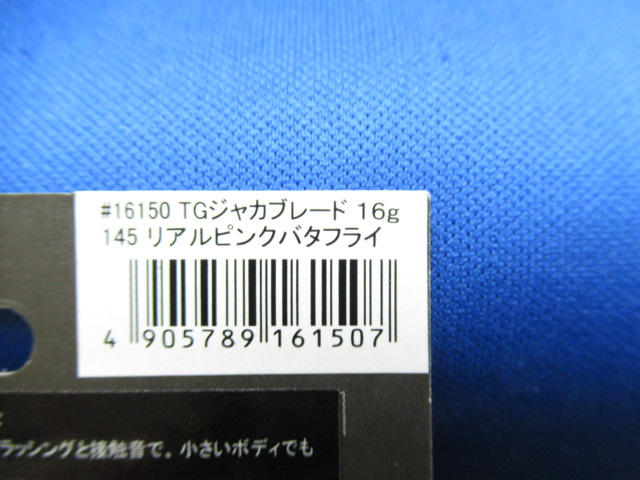 #16150 TGジャカブレード 16g
145 リアルピンクバタフライ
4 905789 161507
ラッシングと接触音で。小さいボディでも